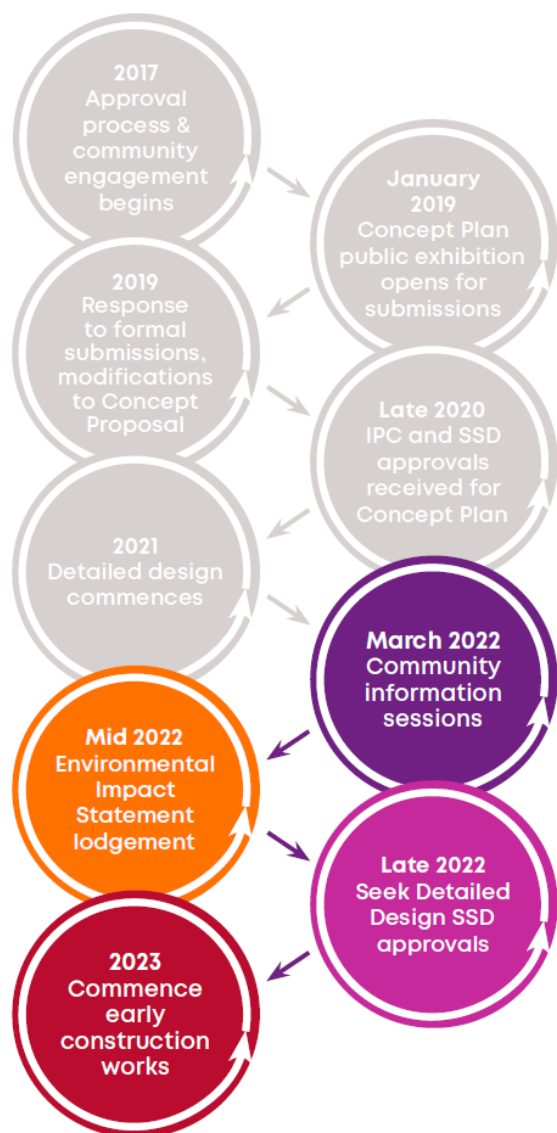 2017
Approval
process &
community
engagement
begins
January
2019
Concept Plan
public exhibition
opens for
submissions
2019
Response
to formal
submissions,
modifications
to Concept
Proposal
Late 2020
IPC and SSD
approvals
received for
Concept Plan
2021
Detailed design
commences
March 2022
Community
information
sessions
Mid 2022
Environmental
Impact
Statement
lodgement
Late 2022
Seek Detailed
Design SSD
approvals
2023
Commence
early
construction
works